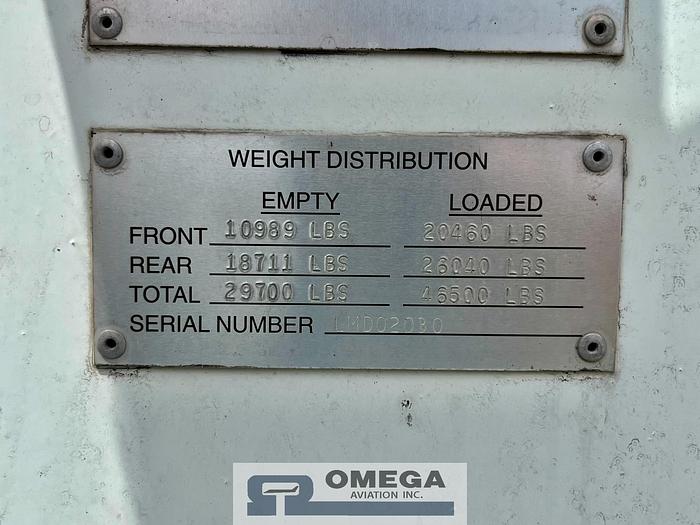 WEIGHT DISTRIBUTION
EMPTY LOADED
FRONT 10989 LBS 20460 LBS
REAR 18711 LBS 26040 LBS
TOTAL 29700 LBS 46500 LBS
SERIAL NUMBER LMD02030
OMEGA
AVIATION INC.